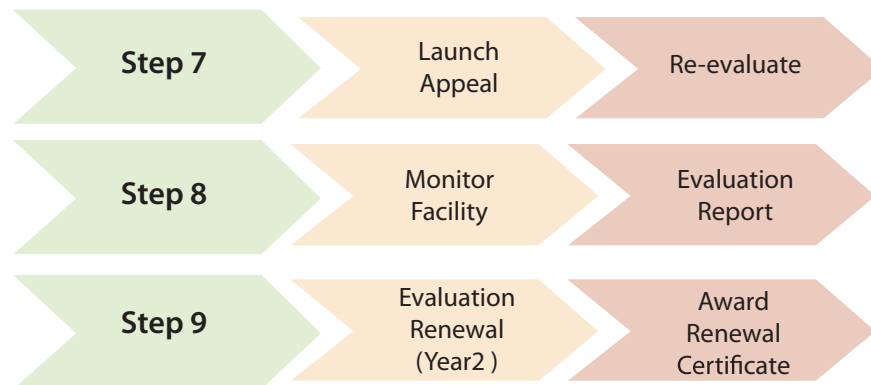 Step 7
Launch
Appeal
Re-evaluate
Step 8
Monitor
Facility
Evaluation
Report
Step 9
Evaluation
Renewal
(Year2 )
Award
Renewal
Certificate